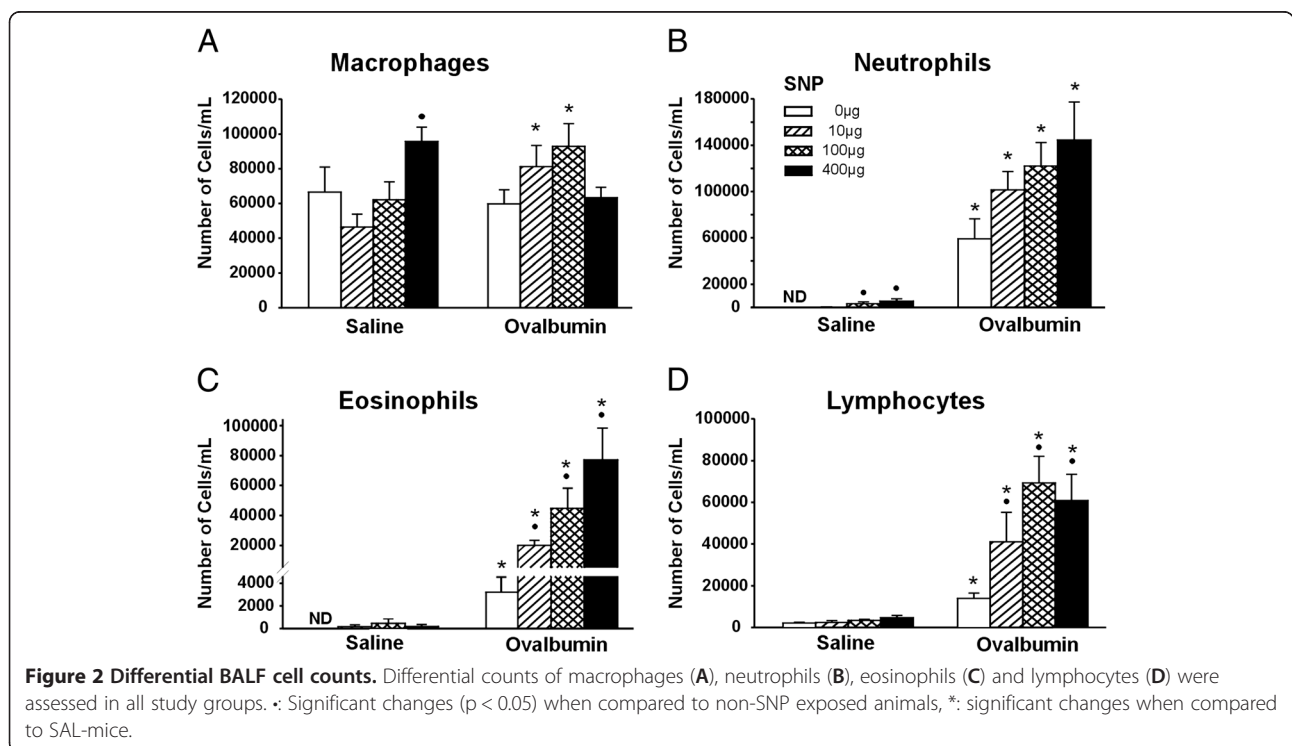 A
Macrophages
Number of Cells/mL
120000
100000
80000
60000
40000
20000
0
•
*
*
Saline
Ovalbumin
B
Neutrophils
SNP
0µg
10µg
100µg
400µg
Number of Cells/mL
180000
140000
100000
60000
20000
0
ND
•
•
*
*
*
*
Saline
Ovalbumin
C
Eosinophils
Number of Cells/mL
100000
80000
60000
40000
20000
4000
2000
0
ND
*
*
•
*
•
*
•
Saline
Ovalbumin
D
Lymphocytes
Number of Cells/mL
100000
80000
60000
40000
20000
0
*
*
•
*
•
*
•
Saline
Ovalbumin
Figure 2 Differential BALF cell counts. Differential counts of macrophages (A), neutrophils (B), eosinophils (C) and lymphocytes (D) were
assessed in all study groups. •: Significant changes (p < 0.05) when compared to non-SNP exposed animals, *: significant changes when compared
to SAL-mice.